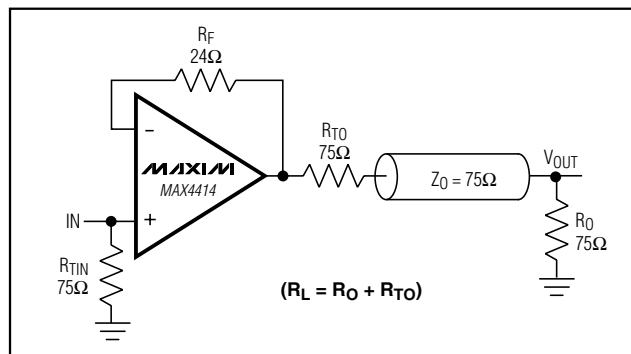 R_F
24Ω
−
MAXIM
MAX4414
IN
+
R_TIN
75Ω
R_TO
75Ω
Z_O = 75Ω
V_OUT
R_O
75Ω
(R_L = R_O + R_TO)